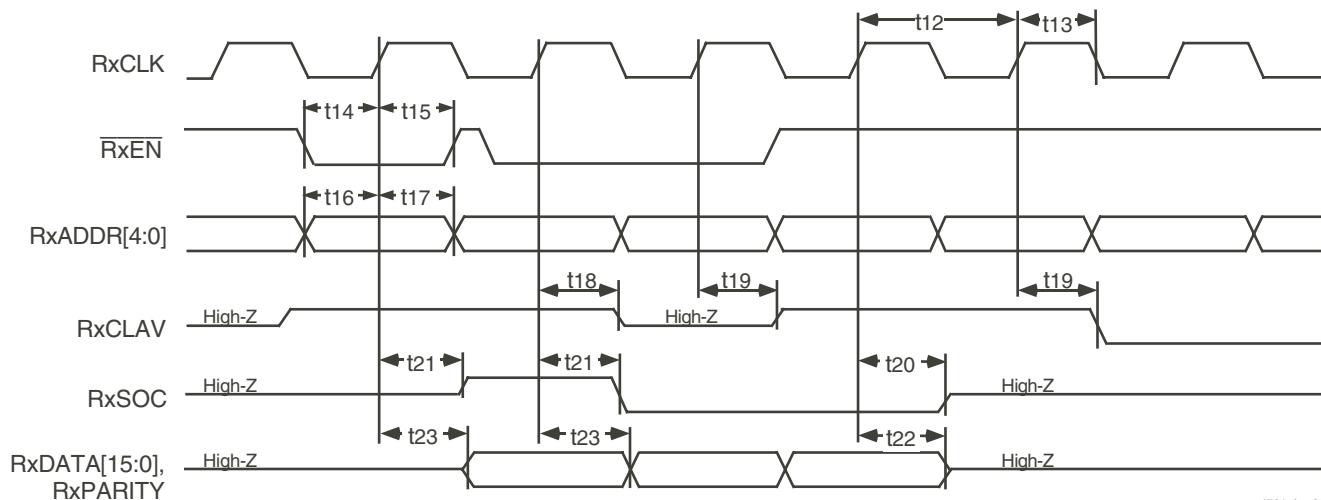 t12
t13
RxCLK
t14
t15
RxEN
t16
t17
RxADDR[4:0]
t18
t19
t19
RxCLAV
High-Z
High-Z
t21
t21
t20
RxSOC
High-Z
High-Z
t23
t23
t22
RxDATA[15:0],
RxPARITY
High-Z
High-Z